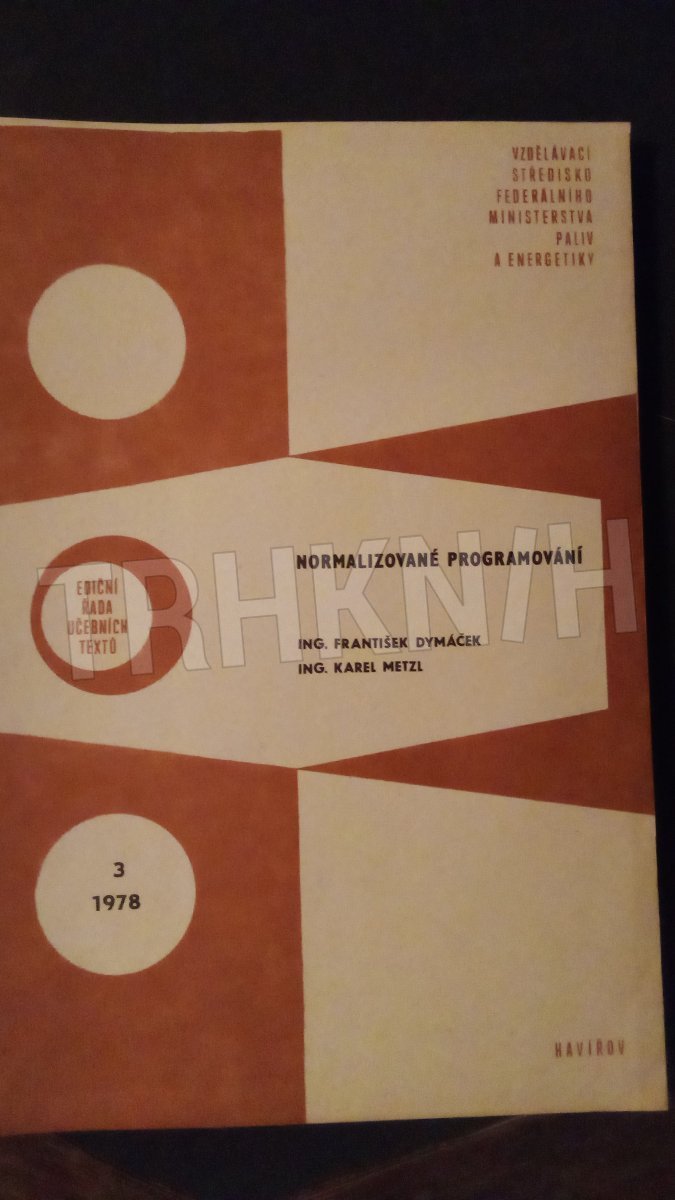 VZDĚLÁVACÍ
STŘEDISKO
FEDERÁLNÍHO
MINISTERSTVA
PALIV
A ENERGETIKY
NORMALIZOVANÉ PROGRAMOVÁNÍ
EDIČNÍ
ŘADA
UČEBNÍCH
TEXTŮ
TRHKN/H
ING. FRANTIŠEK DYMÁČEK
ING. KAREL METZL
3
1978
HAVÍŘOV